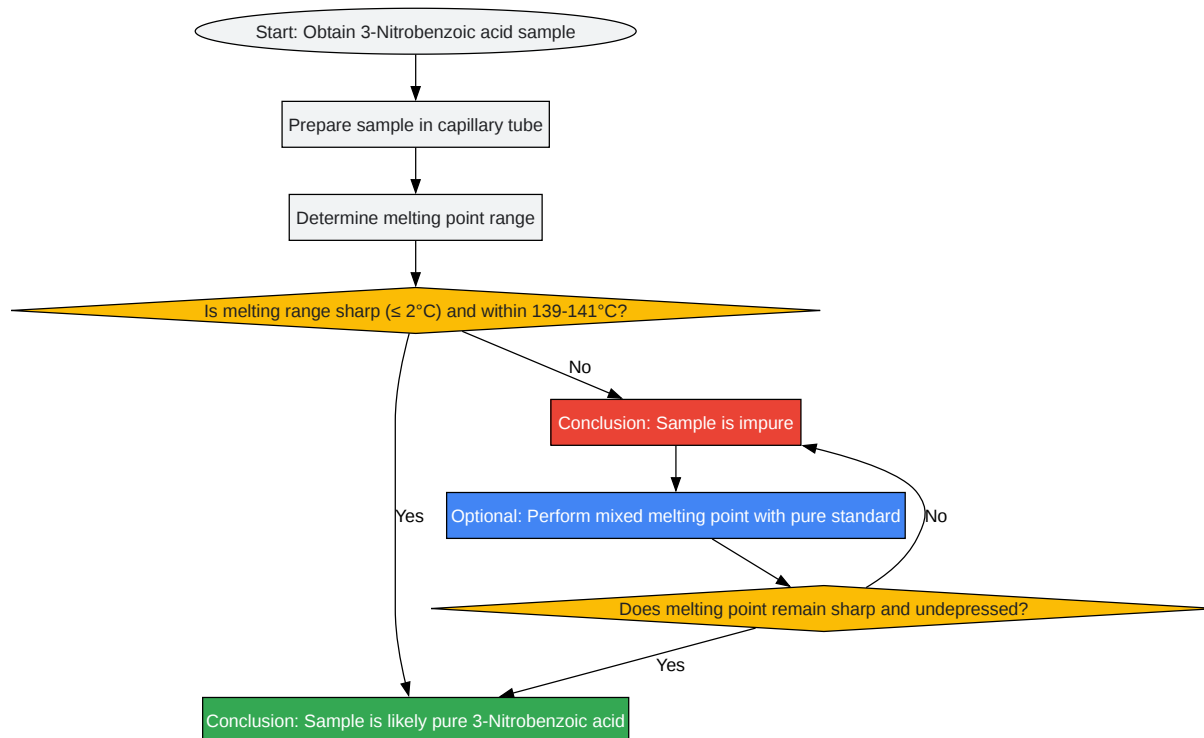 Start: Obtain 3-Nitrobenzoic acid sample
Prepare sample in capillary tube
Determine melting point range
Is melting range sharp (≤ 2°C) and within 139-141°C?
No
Conclusion: Sample is impure
Yes
Optional: Perform mixed melting point with pure standard
No
Does melting point remain sharp and undepressed?
Yes
Conclusion: Sample is likely pure 3-Nitrobenzoic acid